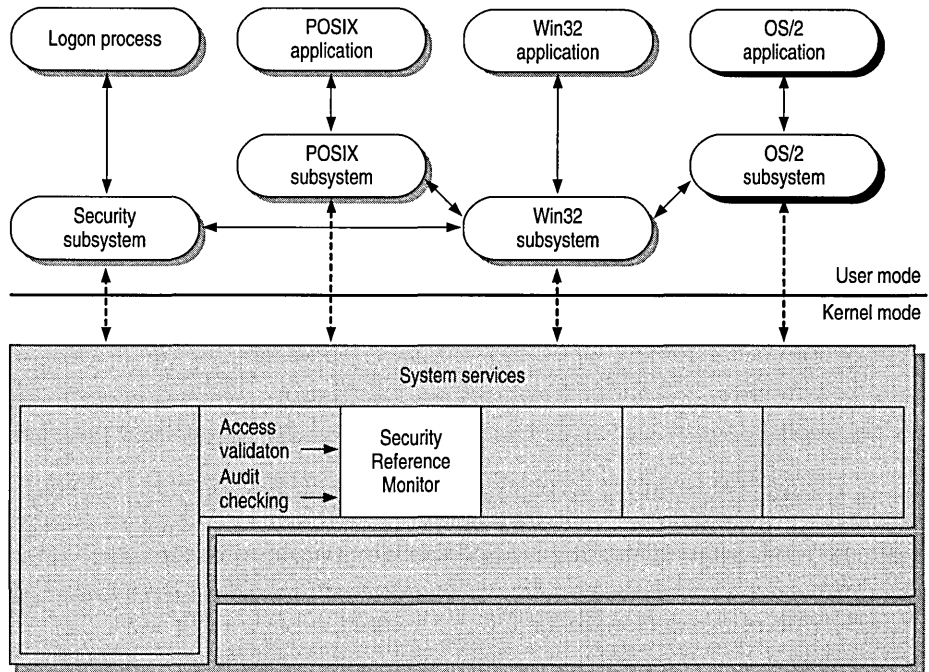 Logon process
POSIX
application
Win32
application
OS/2
application
POSIX
subsystem
OS/2
subsystem
Security
subsystem
Win32
subsystem
User mode
Kernel mode
System services
Access
validaton
Audit
checking
Security
Reference
Monitor